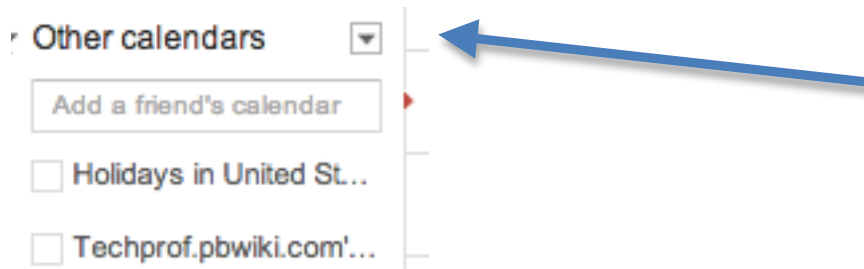 Other calendars
Add a friend's calendar
Holidays in United St...
Techprof.pbwiki.com'...